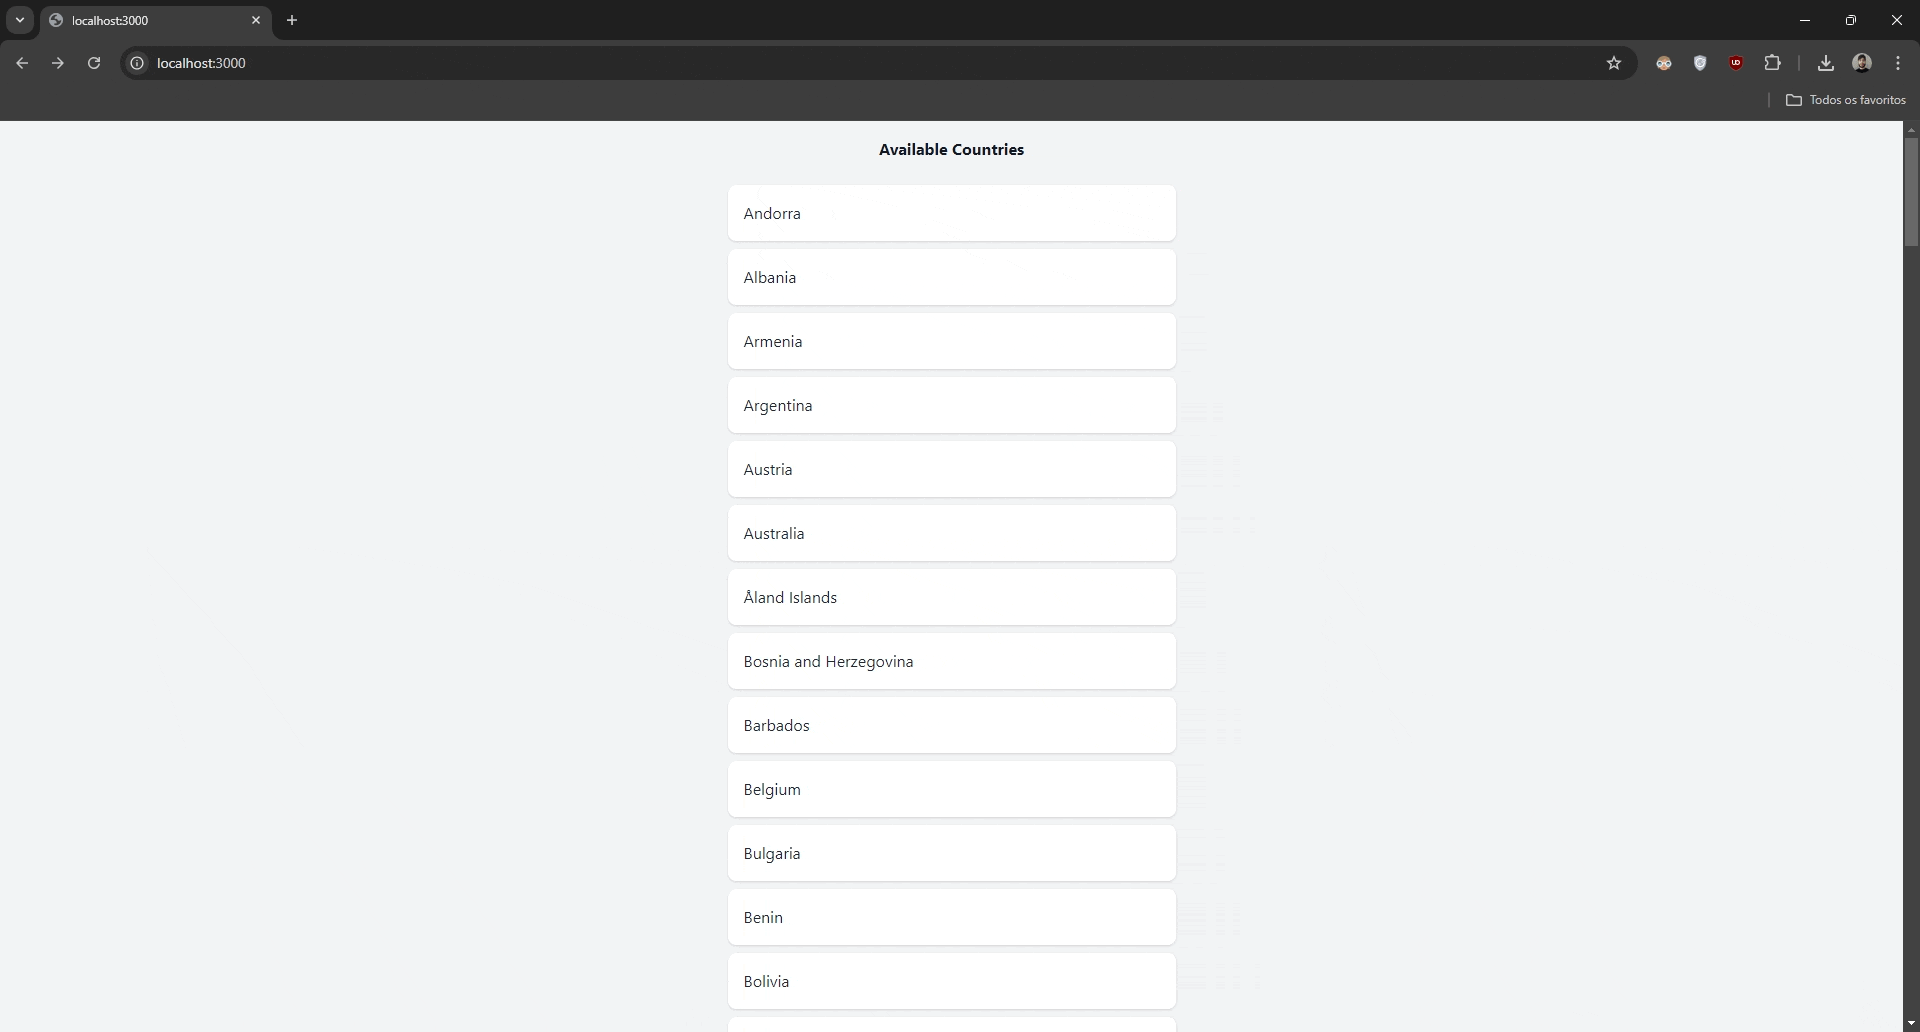 localhost:3000
localhost:3000
Todos os favoritos
Available Countries
Andorra
Albania
Armenia
Argentina
Austria
Australia
Åland Islands
Bosnia and Herzegovina
Barbados
Belgium
Bulgaria
Benin
Bolivia